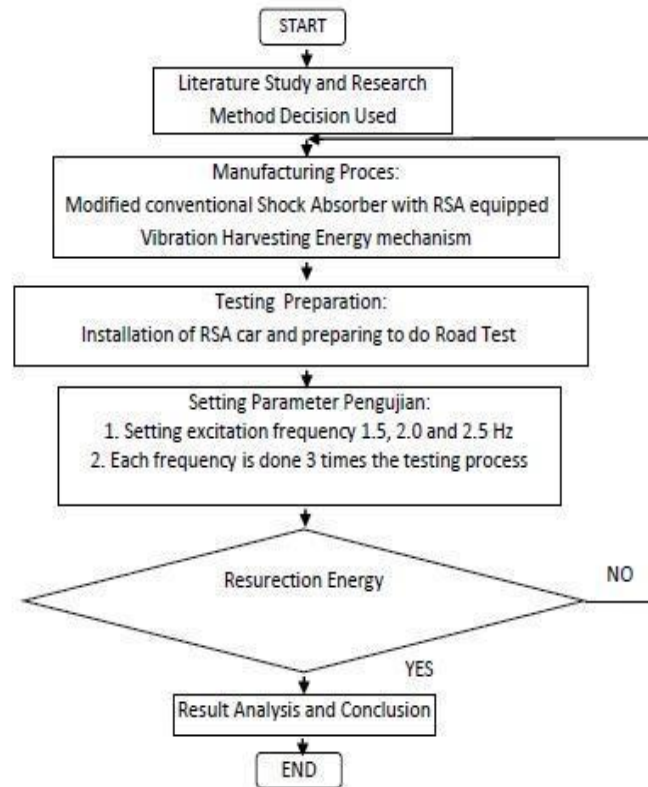 START
Literature Study and Research
Method Decision Used
Manufacturing Proces:
Modified conventional Shock Absorber with RSA equipped
Vibration Harvesting Energy mechanism
Testing Preparation:
Installation of RSA car and preparing to do Road Test
Setting Parameter Pengujian:
1. Setting excitation frequency 1.5, 2.0 and 2.5 Hz
2. Each frequency is done 3 times the testing process
Resurection Energy
NO
YES
Result Analysis and Conclusion
END